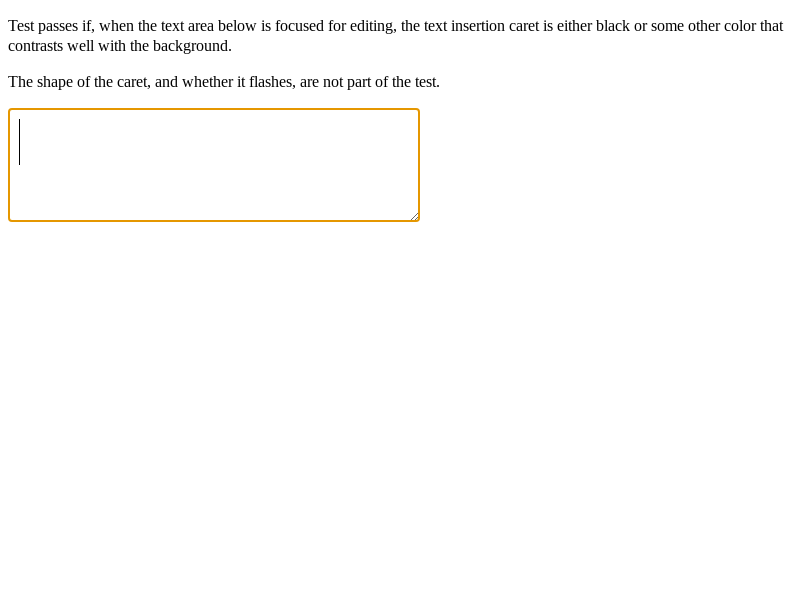 Test passes if, when the text area below is focused for editing, the text insertion caret is either black or some other color that
contrasts well with the background.
The shape of the caret, and whether it flashes, are not part of the test.